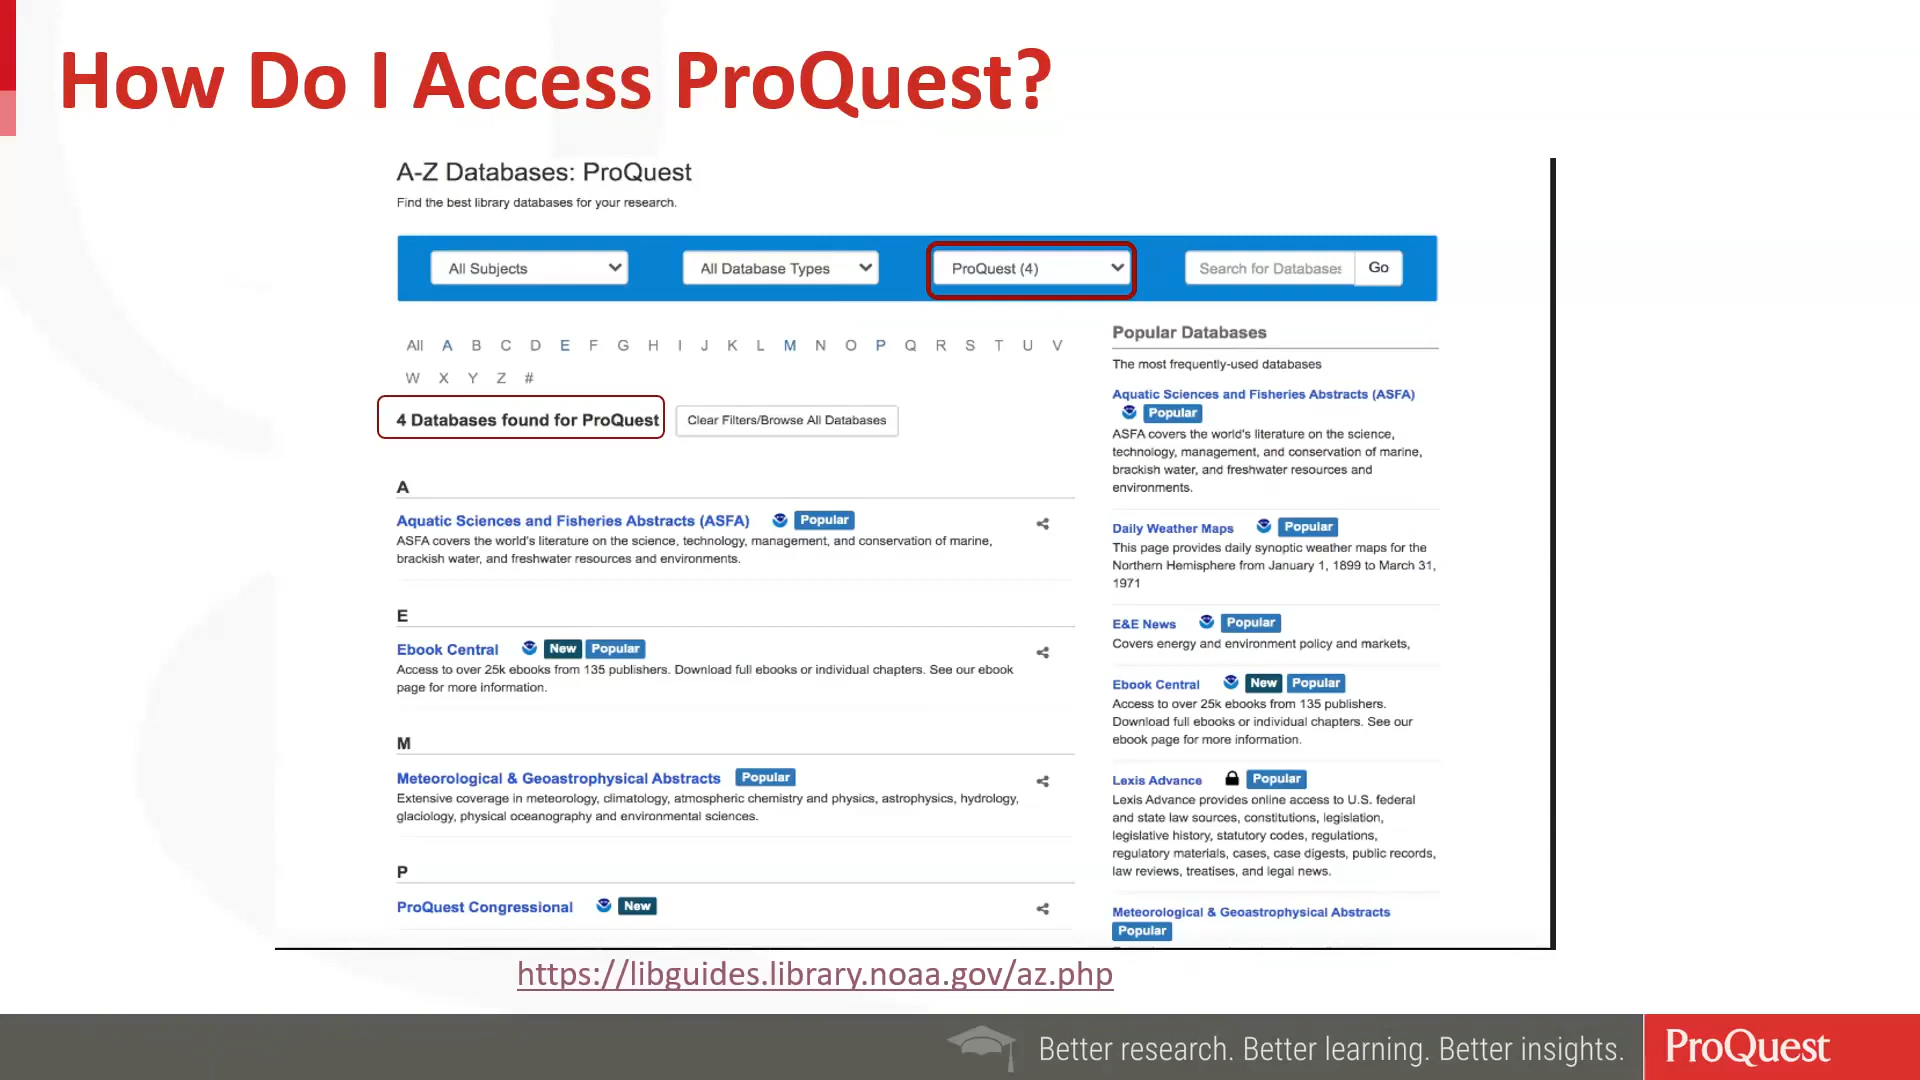 How Do I Access ProQuest?
A-Z Databases: ProQuest
Find the best library databases for your research.
All Subjects
All Database Types
ProQuest (4)
Search for Databases
Go
All A B C D E F G H I J K L M N O P Q R S T U V
W X Y Z #
4 Databases found for ProQuest
Clear Filters/Browse All Databases
A
Aquatic Sciences and Fisheries Abstracts (ASFA) Popular
ASFA covers the world's literature on the science, technology, management, and conservation of marine,
brackish water, and freshwater resources and environments.
E
Ebook Central New Popular
Access to over 25k ebooks from 135 publishers. Download full ebooks or individual chapters. See our ebook
page for more information.
M
Meteorological & Geoastrophysical Abstracts Popular
Extensive coverage in meteorology, climatology, atmospheric chemistry and physics, astrophysics, hydrology,
glaciology, physical oceanography and environmental sciences.
P
ProQuest Congressional New
Popular Databases
The most frequently-used databases
Aquatic Sciences and Fisheries Abstracts (ASFA)
Popular
ASFA covers the world's literature on the science,
technology, management, and conservation of marine,
brackish water, and freshwater resources and
environments.
Daily Weather Maps Popular
This page provides daily synoptic weather maps for the
Northern Hemisphere from January 1, 1899 to March 31,
1971
E&E News Popular
Covers energy and environment policy and markets,
Ebook Central New Popular
Access to over 25k ebooks from 135 publishers.
Download full ebooks or individual chapters. See our
ebook page for more information.
Lexis Advance Popular
Lexis Advance provides online access to U.S. federal
and state law sources, constitutions, legislation,
legislative history, statutory codes, regulations,
regulatory materials, cases, case digests, public records,
law reviews, treatises, and legal news.
Meteorological & Geoastrophysical Abstracts
Popular
https://libguides.library.noaa.gov/az.php
Better research. Better learning. Better insights.
ProQuest